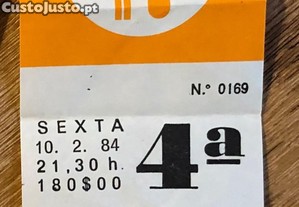 CustoJusto.pt
N.º 0169
SEXTA
10. 2. 84
21,30 h.
180$00
4ª